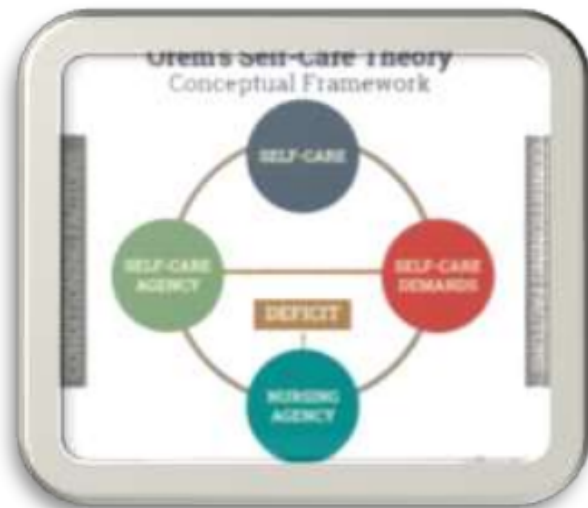 Orem's Self-Care Theory
Conceptual Framework
SELF-CARE
SELF-CARE
AGENCY
SELF-CARE
DEMANDS
DEFICIT
NURSING
AGENCY